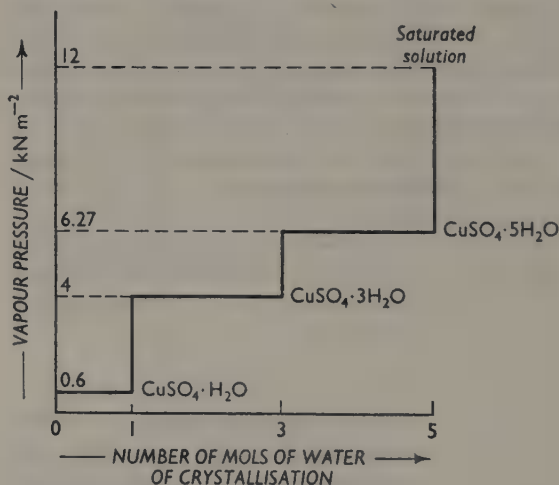 Saturated
solution
12
6.27
CuSO₄·5H₂O
4
CuSO₄·3H₂O
0.6
CuSO₄·H₂O
0 1 3 5
NUMBER OF MOLS OF WATER
OF CRYSTALLISATION
VAPOUR PRESSURE / kN m⁻²